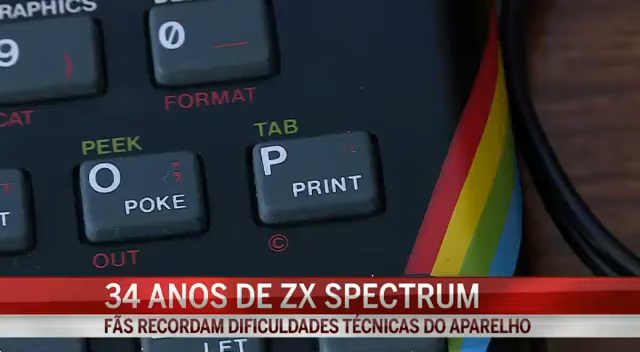 RAPHICS
9
)
CAT
0
_
FORMAT
PEEK
O
;
POKE
OUT
TAB
P
"
PRINT
©
T
34 ANOS DE ZX SPECTRUM
FÃS RECORDAM DIFICULDADES TÉCNICAS DO APARELHO
LET